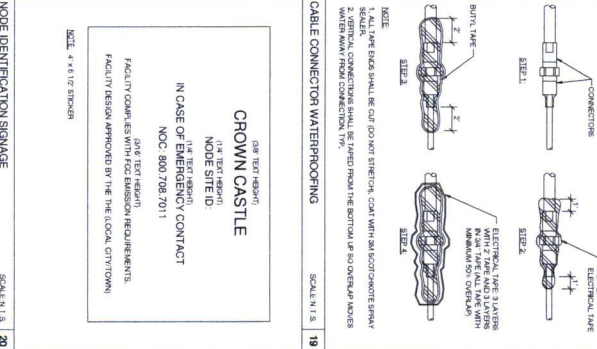 CONNECTORS
STEP 1:
ELECTRICAL TAPE
1"
1"
STEP 2:
BUTYL TAPE
2"
2"
STEP 3:
ELECTRICAL TAPE: 3 LAYERS
WITH 2" TAPE AND 3 LAYERS
IN 3/4" TAPE (ALL TAPE WITH
MINIMUM 50% OVERLAP)
STEP 4:
NOTE:
1. ALL TAPE ENDS SHALL BE CUT (DO NOT STRETCH), COAT WITH 3M SCOTCHKOTE SPRAY
SEALER.
2. VERTICAL CONNECTIONS SHALL BE TAPED FROM THE BOTTOM UP SO OVERLAP MOVES
WATER AWAY FROM CONNECTION, TYP.
CABLE CONNECTOR WATERPROOFING SCALE: N.T.S. 19
(3/8" TEXT HEIGHT)
CROWN CASTLE
(1/4" TEXT HEIGHT)
NODE SITE ID:
(1/4" TEXT HEIGHT)
IN CASE OF EMERGENCY CONTACT
NOC: 800.708.7011
(3/16" TEXT HEIGHT)
FACILITY COMPLIES WITH FCC EMISSION REQUIREMENTS.
FACILITY DESIGN APPROVED BY THE THE (LOCAL CITY/TOWN)
NOTE: 4" x 6 1/2" STICKER
NODE IDENTIFICATION SIGNAGE SCALE: N.T.S. 20